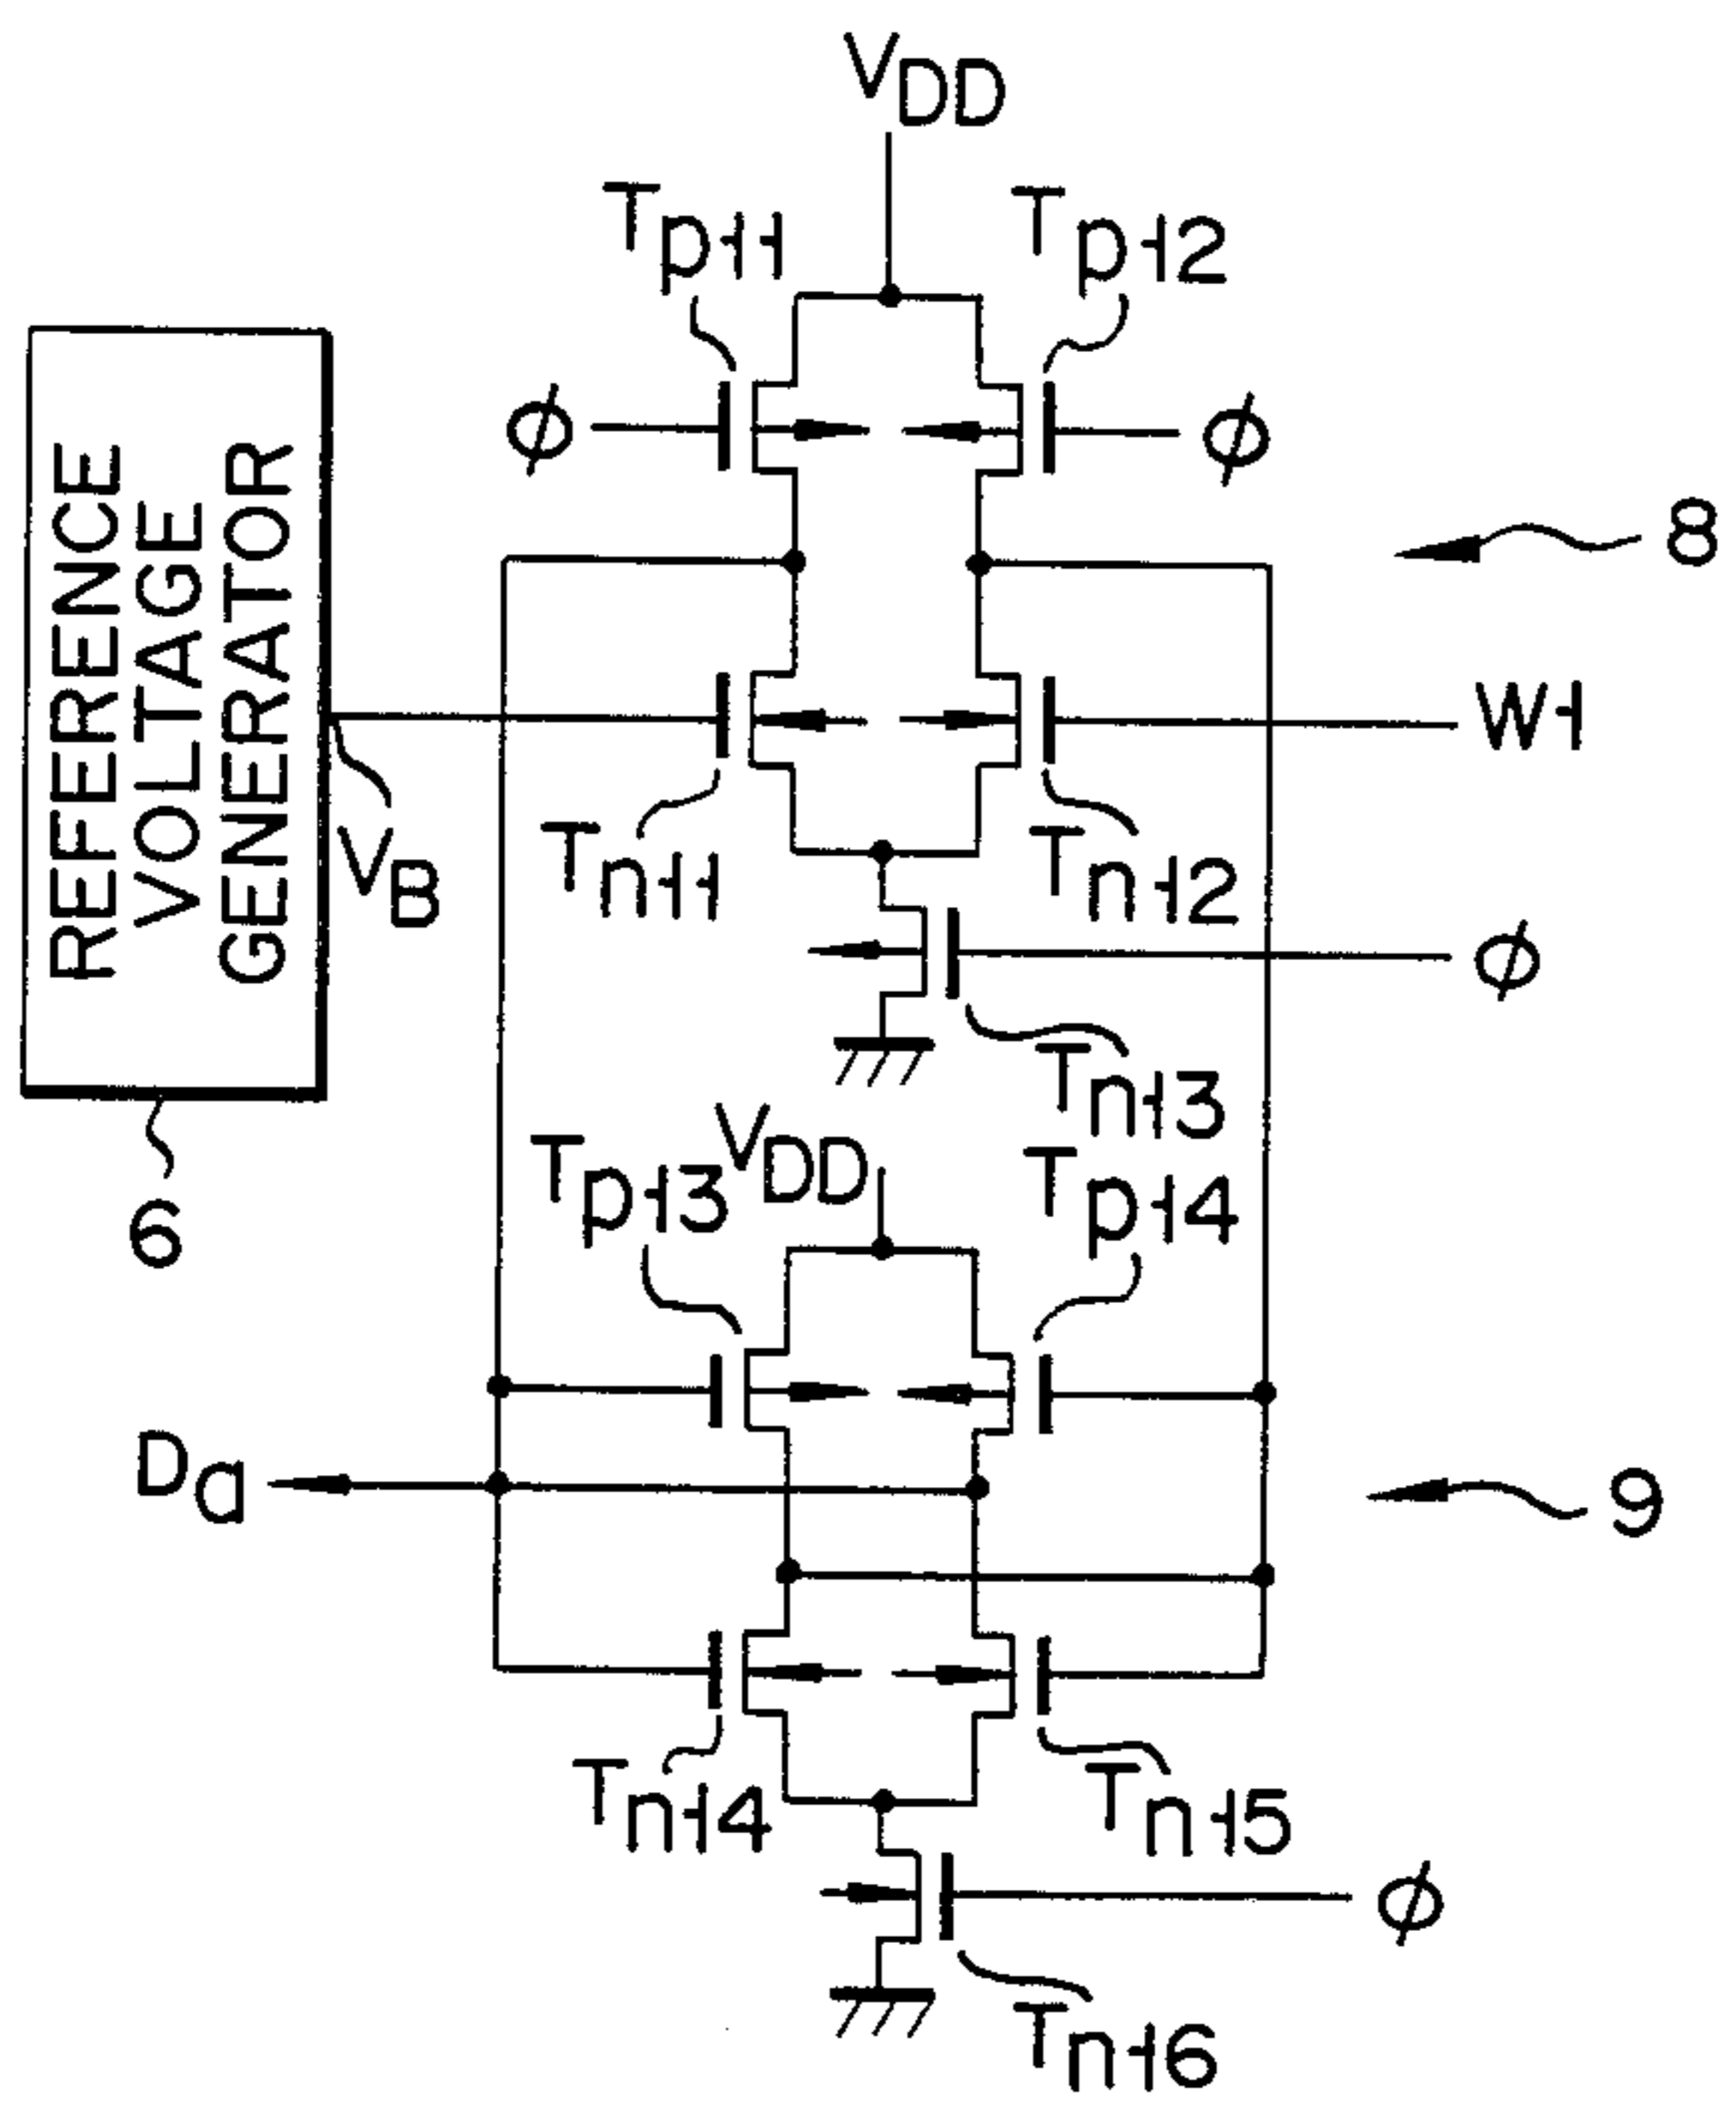 VDD
Tp11
Tp12
ϕ
ϕ
REFERENCE
VOLTAGE
GENERATOR
8
W1
VB
Tn11
Tn12
ϕ
Tn13
6
VDD
Tp13
Tp14
Da
9
Tn14
Tn15
ϕ
Tn16